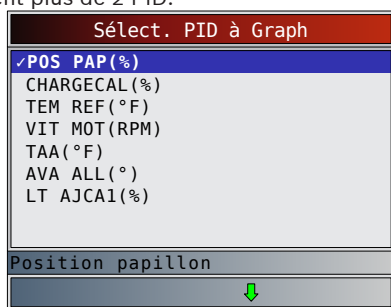 nt plus de 2 PID.
Sélect. PID à Graph
✓POS PAP(%)
CHARGECAL(%)
TEM REF(°F)
VIT MOT(RPM)
TAA(°F)
AVA ALL(°)
LT AJCA1(%)
Position papillon